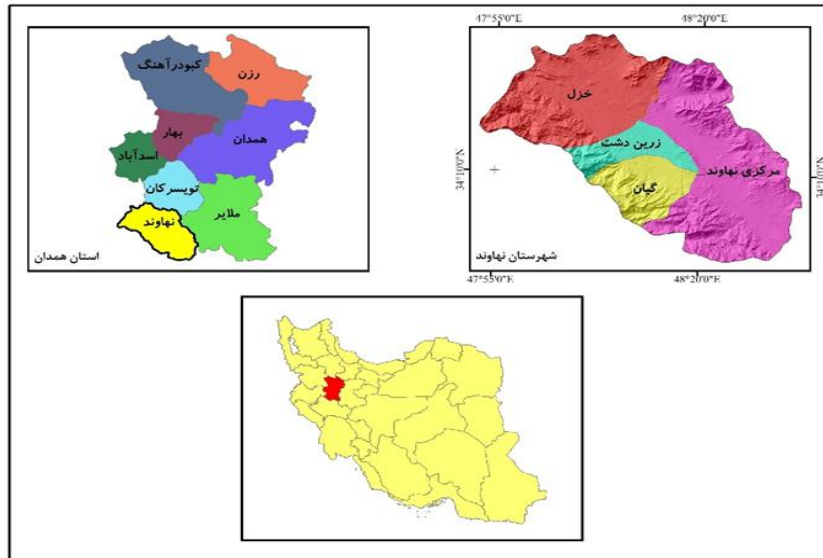 رزن
کبودرآهنگ
بهار
همدان
اسدآباد
تویسرکان
ملایر
نهاوند
استان همدان
47°55'0"E
48°20'0"E
خزل
زرین دشت
مرکزی نهاوند
گیان
34°10'0"N
34°10'0"N
شهرستان نهاوند
47°55'0"E
48°20'0"E